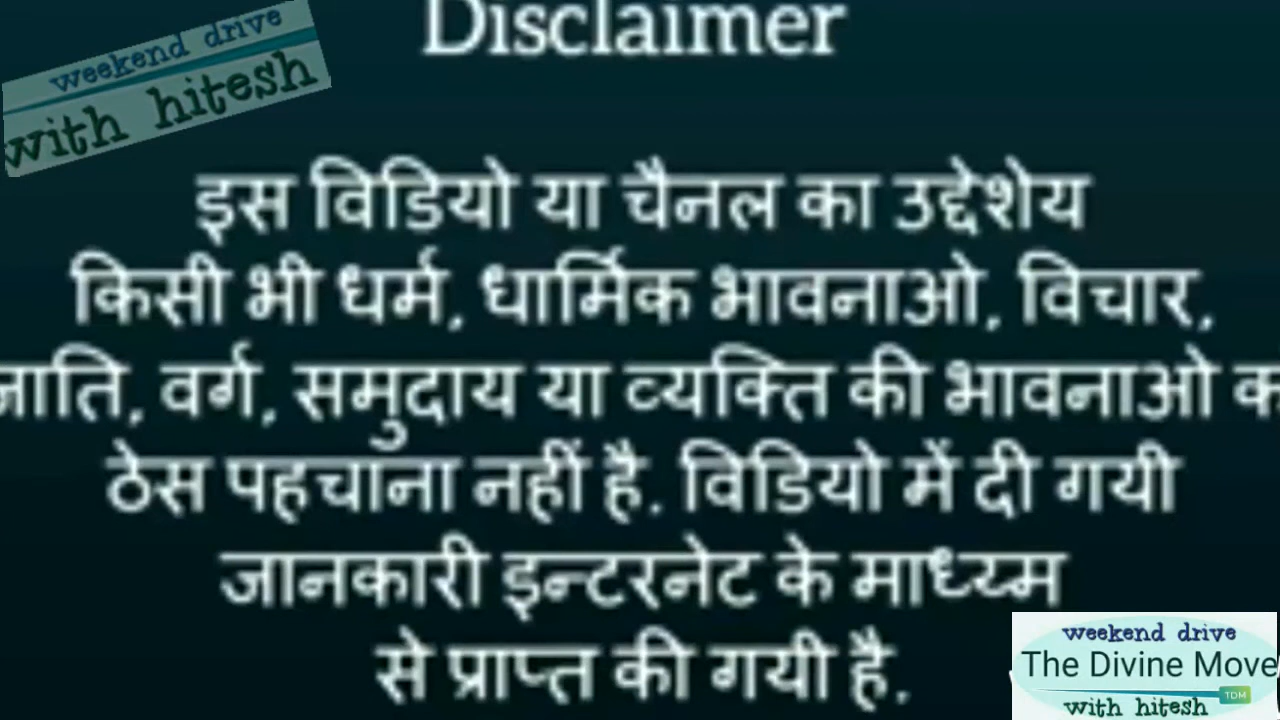 weekend drive
with hitesh
Disclaimer
इस विडियो या चैनल का उद्देशेय
किसी भी धर्म, धार्मिक भावनाओ, विचार,
जाति, वर्ग, समुदाय या व्यक्ति की भावनाओ
ठेस पहचाना नहीं है. विडियो में दी गयी
जानकारी इन्टरनेट के माध्य्म
से प्राप्त की गयी है.
weekend drive
The Divine Move
TDM
with hitesh